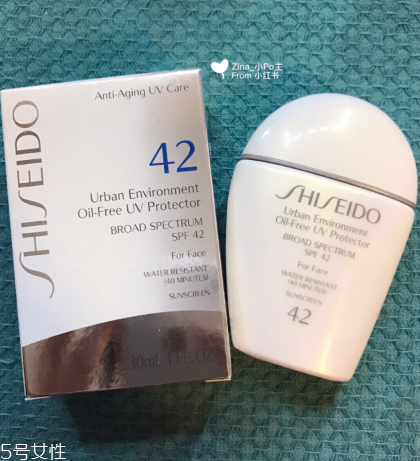 Zina_小Po主
From 小红书
Anti-Aging UV Care
SHISEIDO
42
Urban Environment
Oil-Free UV Protector
BROAD SPECTRUM
SPF 42
For Face
WATER RESISTANT
(40 MINUTES)
SUNSCREEN
30mL 1 FL.OZ.
SHISEIDO
Urban Environment
Oil-Free UV Protector
BROAD SPECTRUM
SPF 42
For Face
WATER RESISTANT
(40 MINUTES)
SUNSCREEN
42
5号女性